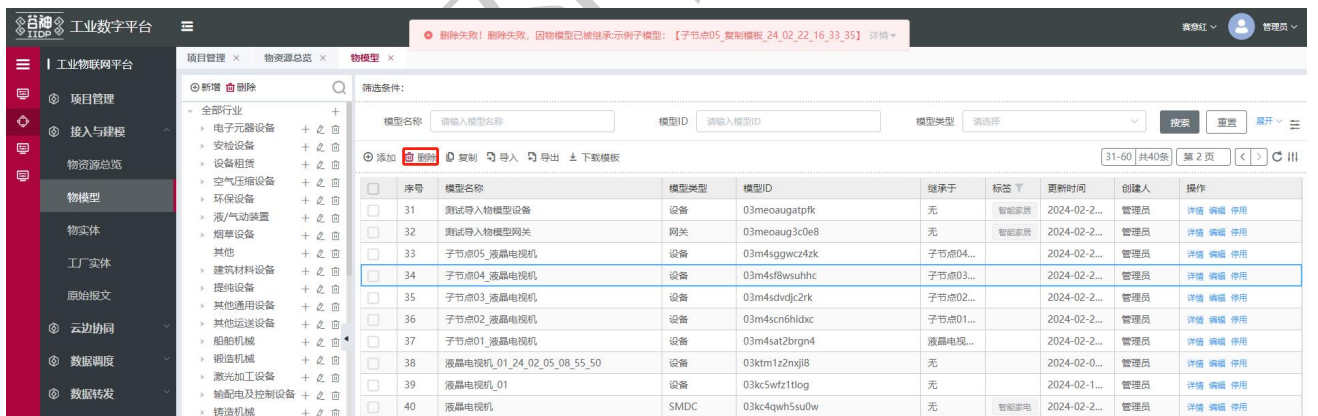 谷神 IIDP 工业数字平台
删除失败！删除失败，因物模型已被继承:示例子模型：【子节点05_复制模板_24_02_22_16_33_35】 详情
赛意红 管理员
工业物联网平台
项目管理 × 物资源总览 × 物模型 ×
项目管理
接入与建模
物资源总览
物模型
物实体
工厂实体
原始报文
云边协同
数据调度
数据转发
新增 删除
全部行业
电子元器设备
安检设备
设备租赁
空气压缩设备
环保设备
液/气动装置
烟草设备
其他
建筑材料设备
提纯设备
其他通用设备
其他运送设备
船舶机械
锻造机械
激光加工设备
输配电及控制设备
铸造机械
筛选条件：
模型名称 请输入模型名称 模型ID 请输入模型ID 模型类型 请选择 搜索 重置 展开
添加 删除 复制 导入 导出 下载模板 31-60 共40条 第 2 页
序号 模型名称 模型类型 模型ID 继承于 标签 更新时间 创建人 操作
31 测试导入物模型设备 设备 03meoaugatpfk 无 智能家居 2024-02-2... 管理员 详情 编辑 停用
32 测试导入物模型网关 网关 03meoaug3c0e8 无 智能家居 2024-02-2... 管理员 详情 编辑 停用
33 子节点05_液晶电视机 设备 03m4sggwcz4zk 子节点04... 2024-02-2... 管理员 详情 编辑 停用
34 子节点04_液晶电视机 设备 03m4sf8wsuhhc 子节点03... 2024-02-2... 管理员 详情 编辑 停用
35 子节点03_液晶电视机 设备 03m4sdvdjc2rk 子节点02... 2024-02-2... 管理员 详情 编辑 停用
36 子节点02_液晶电视机 设备 03m4scn6hidxc 子节点01... 2024-02-2... 管理员 详情 编辑 停用
37 子节点01_液晶电视机 设备 03m4sat2brgn4 液晶电视... 2024-02-2... 管理员 详情 编辑 停用
38 液晶电视机_01_24_02_05_08_55_50 设备 03ktm1z2nxji8 无 2024-02-0... 管理员 详情 编辑 停用
39 液晶电视机_01 设备 03kc5wfz1tlog 无 2024-02-1... 管理员 详情 编辑 停用
40 液晶电视机 SMDC 03kc4qwh5su0w 无 智能家电 2024-02-2... 管理员 详情 编辑 停用